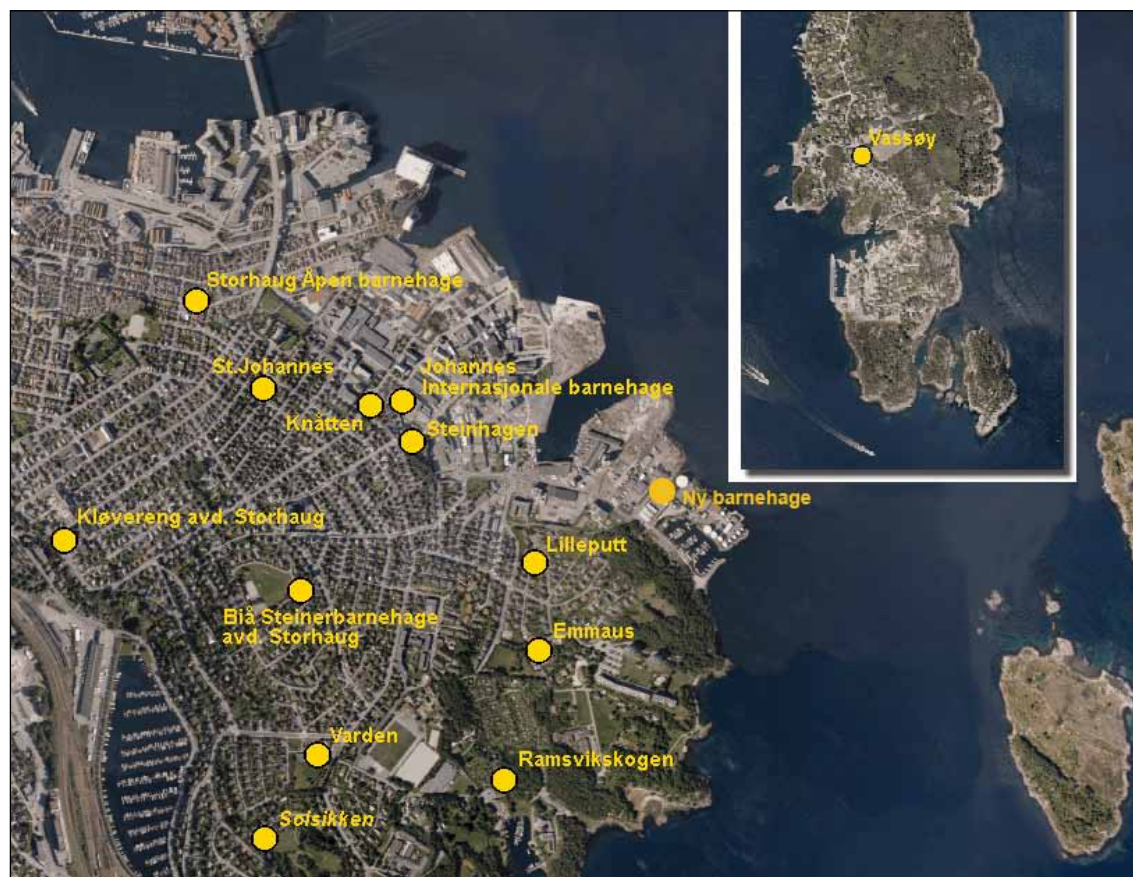 Vassøy
Storhaug Åpen barnehage
St.Johannes
Johannes
Internasjonale barnehage
Knåtten
Steinhagen
Ny barnehage
Kløvereng avd. Storhaug
Lilleputt
Biå Steinerbarnehage
avd. Storhaug
Emmaus
Varden
Ramsvikskogen
Solsikken